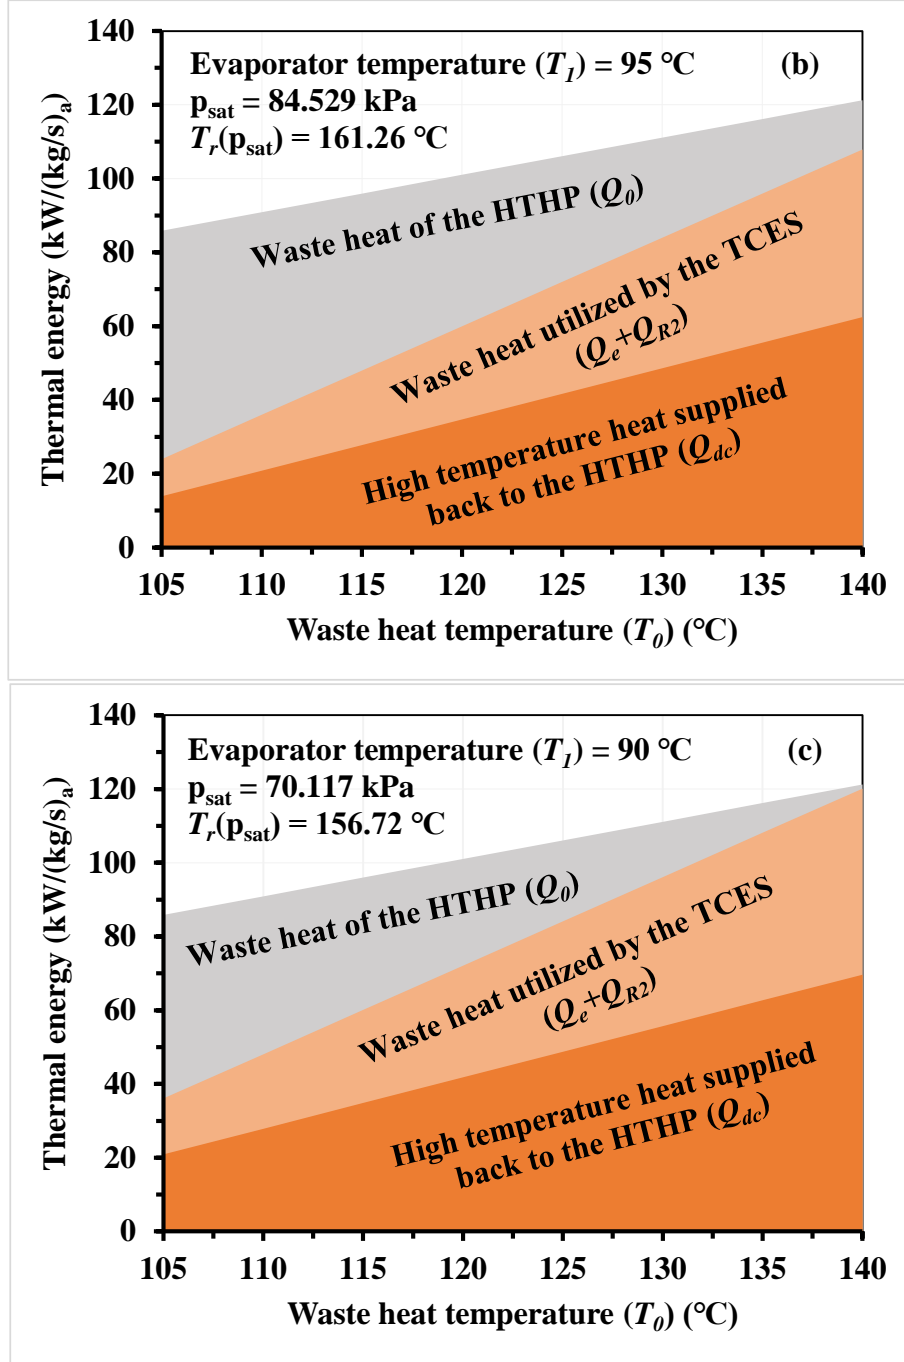 140
120
100
80
60
40
20
0
Thermal energy (kW/(kg/s)a)
Evaporator temperature (T1) = 95 °C
(b)
psat = 84.529 kPa
Tr(psat) = 161.26 °C
Waste heat of the HTHP (Q0)
Waste heat utilized by the TCES
(Qe+QR2)
High temperature heat supplied
back to the HTHP (Qdc)
105 110 115 120 125 130 135 140
Waste heat temperature (T0) (°C)
140
120
100
80
60
40
20
0
Thermal energy (kW/(kg/s)a)
Evaporator temperature (T1) = 90 °C
(c)
psat = 70.117 kPa
Tr(psat) = 156.72 °C
Waste heat of the HTHP (Q0)
Waste heat utilized by the TCES
(Qe+QR2)
High temperature heat supplied
back to the HTHP (Qdc)
105 110 115 120 125 130 135 140
Waste heat temperature (T0) (°C)